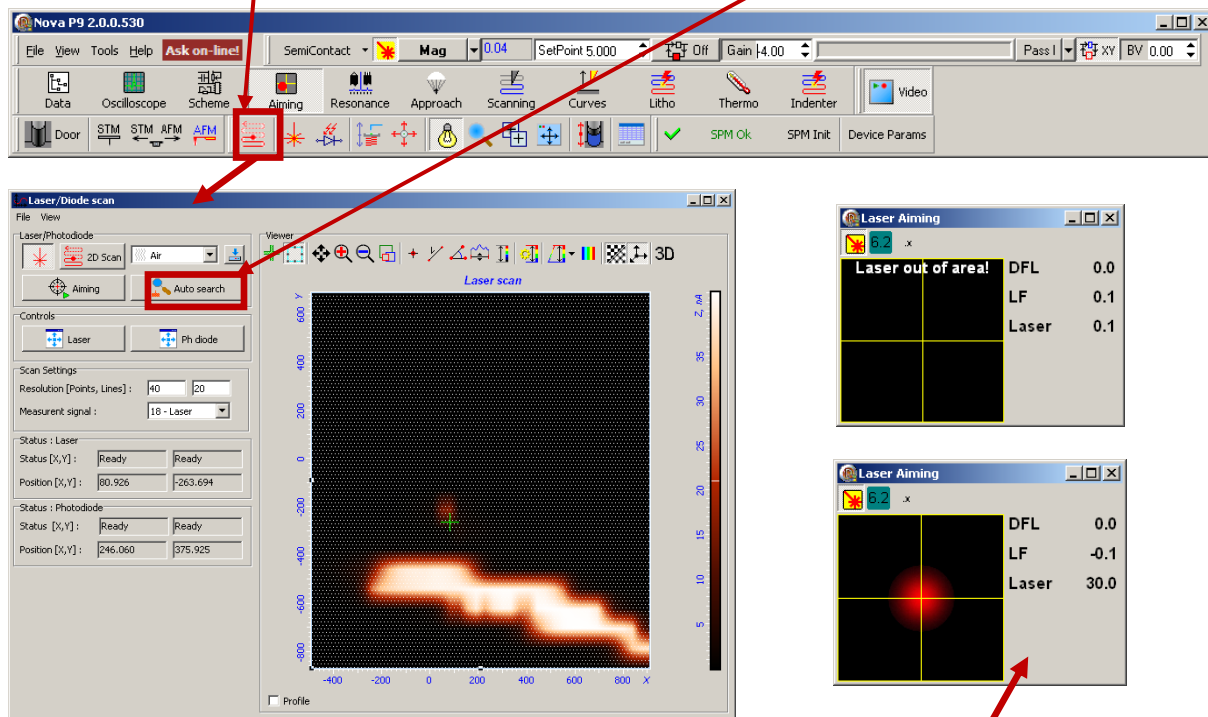 Nova P9 2.0.0.530
File View Tools Help Ask on-line! SemiContact Mag 0.04 SetPoint 5.000 Off Gain -4.00 Pass I XY BV 0.00
Data Oscilloscope Scheme Aiming Resonance Approach Scanning Curves Litho Thermo Indenter Video
Door STM STM AFM AFM SPM Ok SPM Init Device Params
Laser/Diode scan
File View
Laser/Photodiode
2D Scan Air
Aiming Auto search
Controls
Laser Ph diode
Scan Settings
Resolution [Points, Lines] : 40 20
Measurent signal : 18 - Laser
Status : Laser
Status [X,Y] : Ready Ready
Position [X,Y] : 80.926 -263.694
Status : Photodiode
Status [X,Y] : Ready Ready
Position [X,Y] : 246.060 375.925
Viewer
3D
Laser scan
Y
600
400
200
0
-200
-400
-600
-800
-400 -200 0 200 400 600 800 X
Z, nA
35
30
25
20
15
10
5
Profile
Laser Aiming
6.2 .x
Laser out of area! DFL 0.0
LF 0.1
Laser 0.1
Laser Aiming
6.2 .x
DFL 0.0
LF -0.1
Laser 30.0